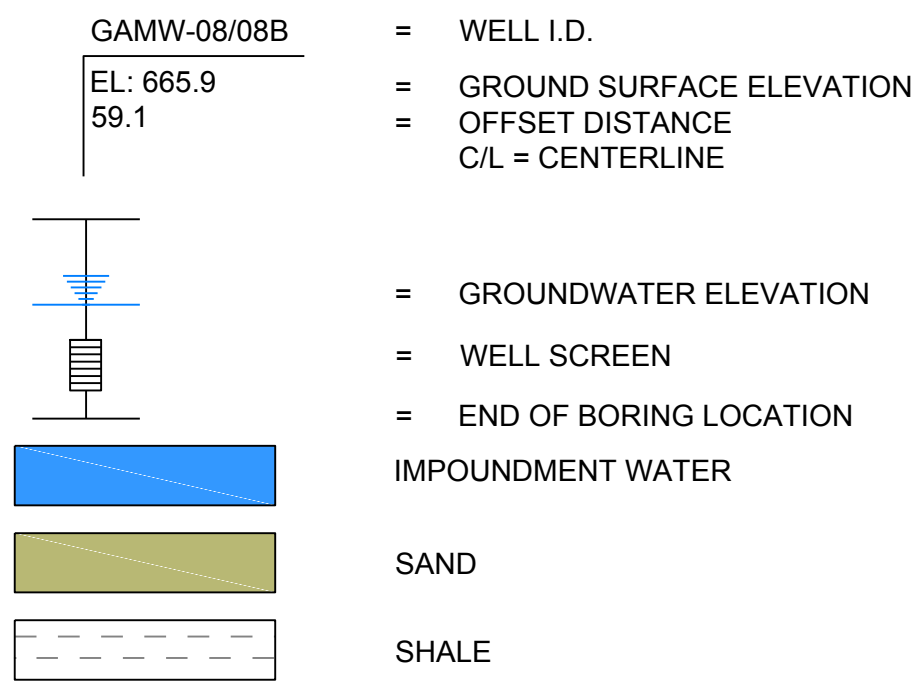 GAMW-08/08B = WELL I.D.
EL: 665.9 = GROUND SURFACE ELEVATION
59.1 = OFFSET DISTANCE
C/L = CENTERLINE
= GROUNDWATER ELEVATION
= WELL SCREEN
= END OF BORING LOCATION
IMPOUNDMENT WATER
SAND
SHALE